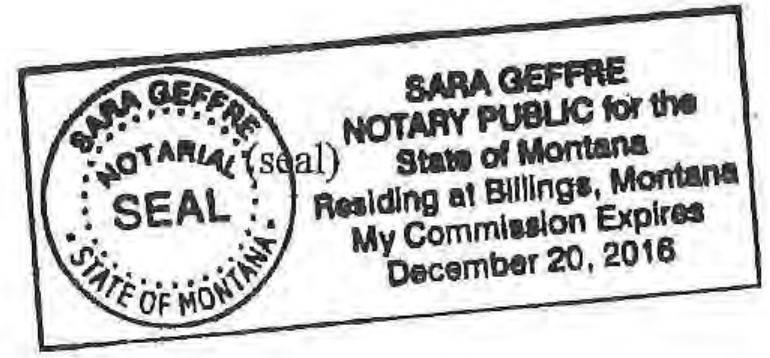 SARA GEFFRE
NOTARIAL
SEAL
STATE OF MONTANA
(seal)
SARA GEFFRE
NOTARY PUBLIC for the
State of Montana
Residing at Billings, Montana
My Commission Expires
December 20, 2016